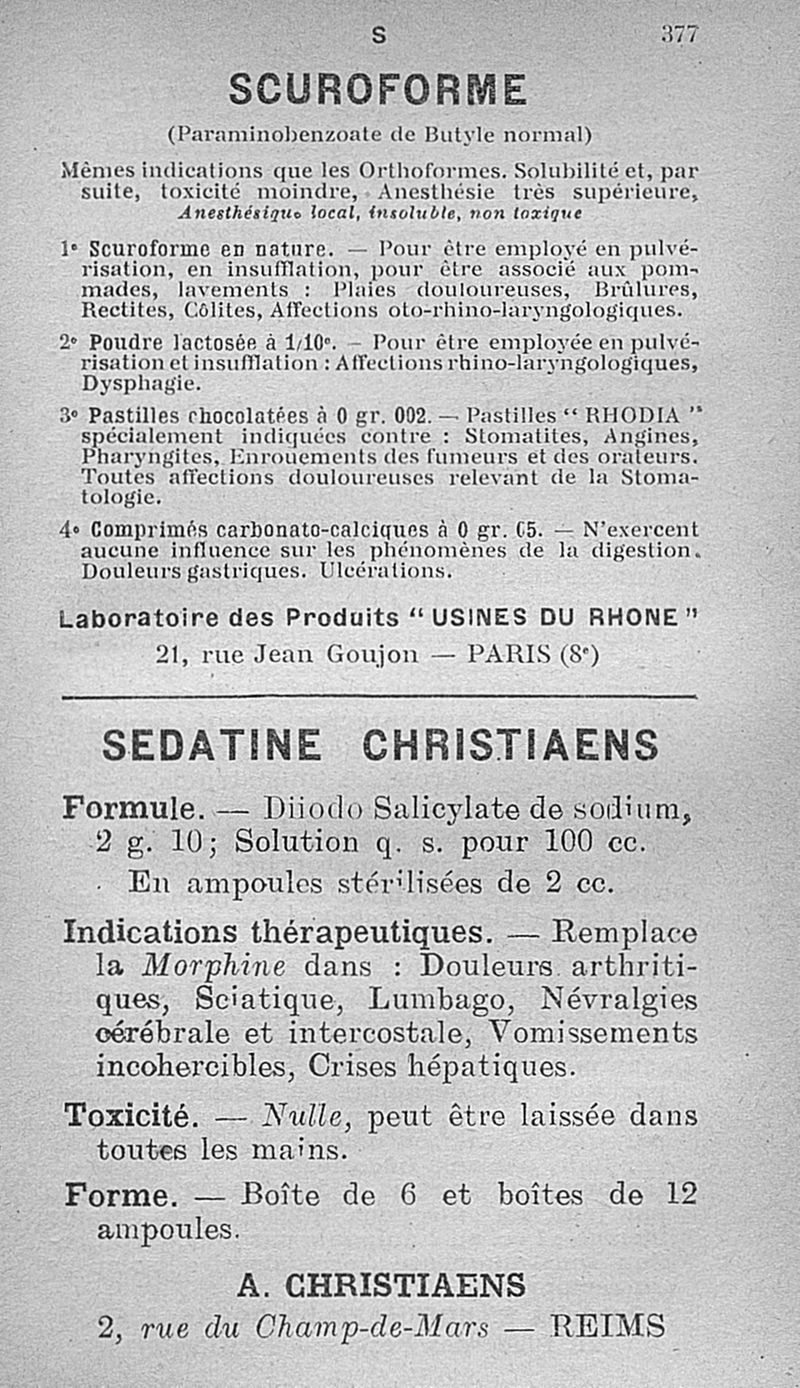 S 377
SCUROFORME
(Paraminobenzoate de Butyle normal)
Mêmes indications que les Orthoformes. Solubilité et, par
suite, toxicité moindre, Anesthésie très supérieure,
Anesthésique local, insoluble, non toxique
1° Scuroforme en nature. — Pour être employé en pulvé-
risation, en insufflation, pour être associé aux pom-
mades, lavements : Plaies douloureuses, Brûlures,
Rectites, Côlites, Affections oto-rhino-laryngologiques.
2° Poudre lactosée à 1/10e. — Pour être employée en pulvé-
risation et insufflation : Affections rhino-laryngologiques,
Dysphagie.
3° Pastilles chocolatées à 0 gr. 002. — Pastilles “ RHODIA ”
spécialement indiquées contre : Stomatites, Angines,
Pharyngites, Enrouements des fumeurs et des orateurs.
Toutes affections douloureuses relevant de la Stoma-
tologie.
4° Comprimés carbonato-calciques à 0 gr. 05. — N'exercent
aucune influence sur les phénomènes de la digestion.
Douleurs gastriques. Ulcérations.
Laboratoire des Produits “ USINES DU RHONE ”
21, rue Jean Goujon — PARIS (8e)
SEDATINE CHRISTIAENS
Formule. — Diiodo Salicylate de sodium,
2 g. 10; Solution q. s. pour 100 cc.
En ampoules stérilisées de 2 cc.
Indications thérapeutiques. — Remplace
la Morphine dans : Douleurs arthriti-
ques, Sciatique, Lumbago, Névralgies
cérébrale et intercostale, Vomissements
incohercibles, Crises hépatiques.
Toxicité. — Nulle, peut être laissée dans
toutes les mains.
Forme. — Boîte de 6 et boîtes de 12
ampoules.
A. CHRISTIAENS
2, rue du Champ-de-Mars — REIMS